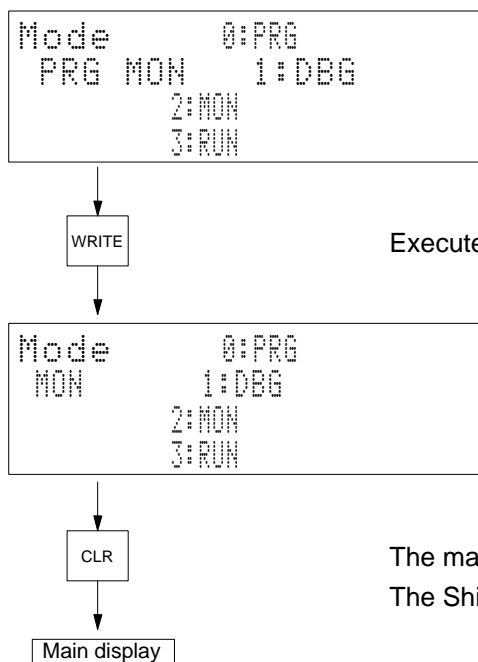 Mode 0:PRG
PRG MON 1:DBG
2:MON
3:RUN
WRITE
Execute
Mode 0:PRG
MON 1:DBG
2:MON
3:RUN
CLR
The ma
The Shi
Main display